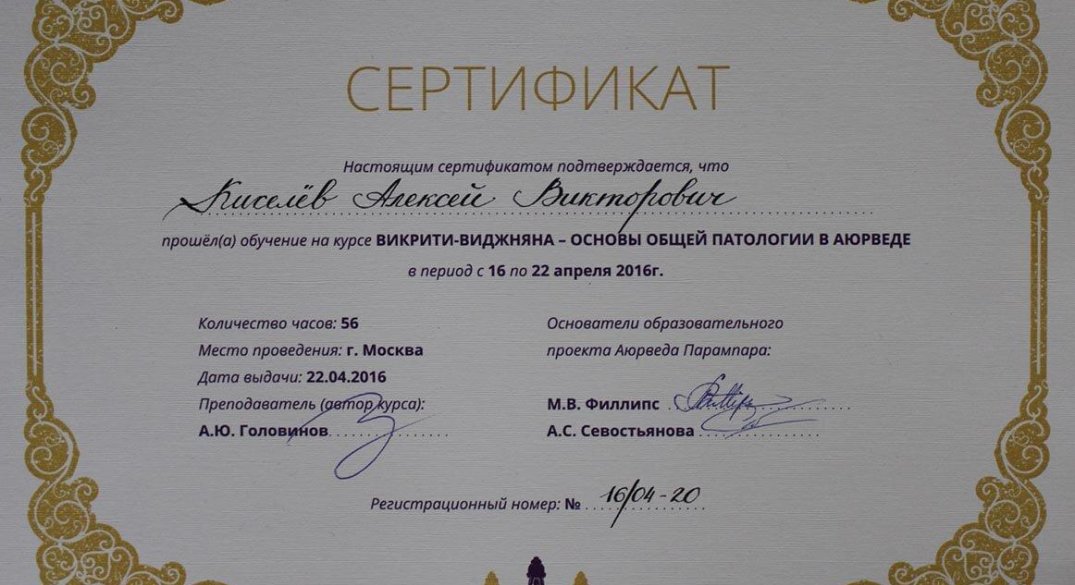 СЕРТИФИКАТ
Настоящим сертификатом подтверждается, что
Киселёв Алексей Викторович
прошёл(а) обучение на курсе ВИКРИТИ-ВИДЖНЯНА – ОСНОВЫ ОБЩЕЙ ПАТОЛОГИИ В АЮРВЕДЕ
в период с 16 по 22 апреля 2016г.
Количество часов: 56
Место проведения: г. Москва
Дата выдачи: 22.04.2016
Преподаватель (автор курса):
А.Ю. Головинов
Основатели образовательного
проекта Аюрведа Парампара:
М.В. Филлипс
А.С. Севостьянова
Регистрационный номер: № 16/04-20